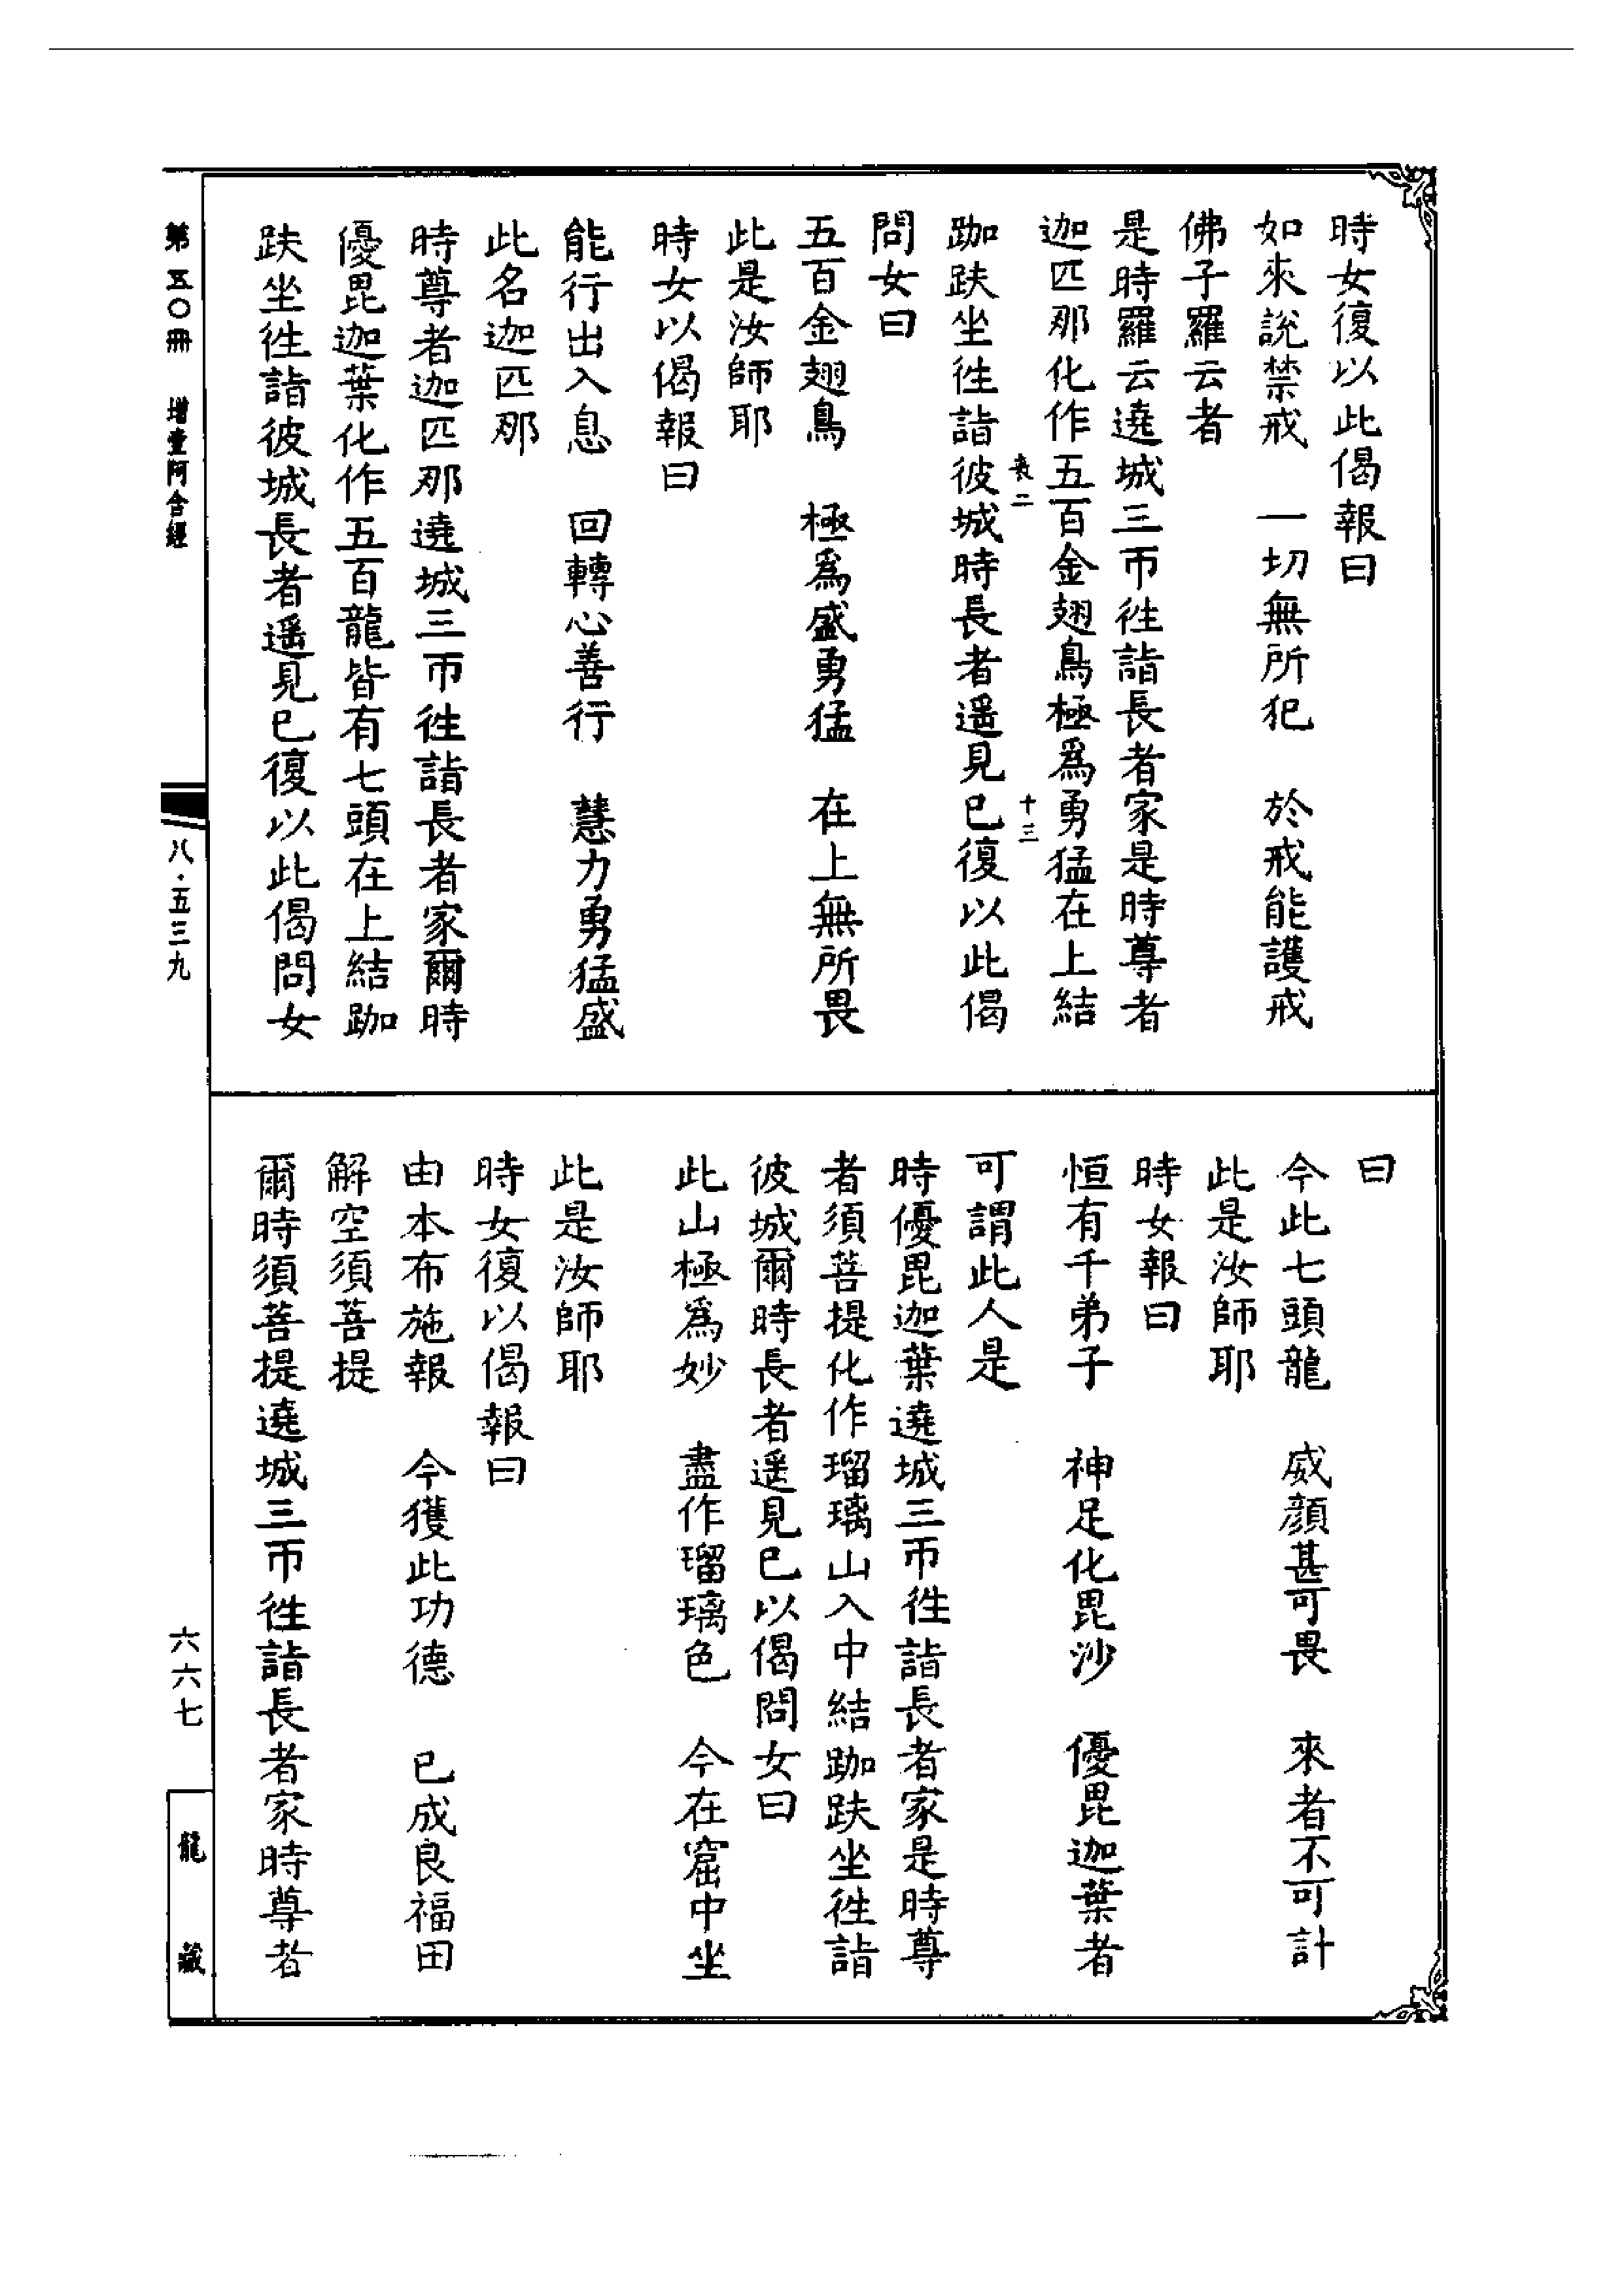 時女復以此偈報曰
如來說禁戒　一切無所犯　於戒能護戒
佛子羅云者
是時羅云遶城三帀徃詣長者家是時尊者
迦匹那化作五百金翅鳥極爲勇猛在上結
袠二　十三
跏趺坐徃詣彼城時長者遥見已復以此偈
問女曰
五百金翅鳥　極爲盛勇猛　在上無所畏
此是汝師耶
時女以偈報曰
能行出入息　回轉心善行　慧力勇猛盛
此名迦匹那
時尊者迦匹那遶城三帀徃詣長者家爾時
優毘迦葉化作五百龍皆有七頭在上結跏
趺坐徃詣彼城長者遥見已復以此偈問女
曰
今此七頭龍　威顔甚可畏　來者不可計
此是汝師耶
時女報曰
恒有千弟子　神足化毘沙　優毘迦葉者
可謂此人是
時優毘迦葉遶城三帀徃詣長者家是時尊
者須菩提化作瑠璃山入中結跏趺坐徃詣
彼城爾時長者遥見已以偈問女曰
此山極爲妙　盡作瑠璃色　今在窟中坐
此是汝師耶
時女復以偈報曰
由本布施報　今獲此功德　已成良福田
解空須菩提
爾時須菩提遶城三帀徃詣長者家時尊者
第五〇冊　增壹阿含經
八·五三九
六六七
龍藏